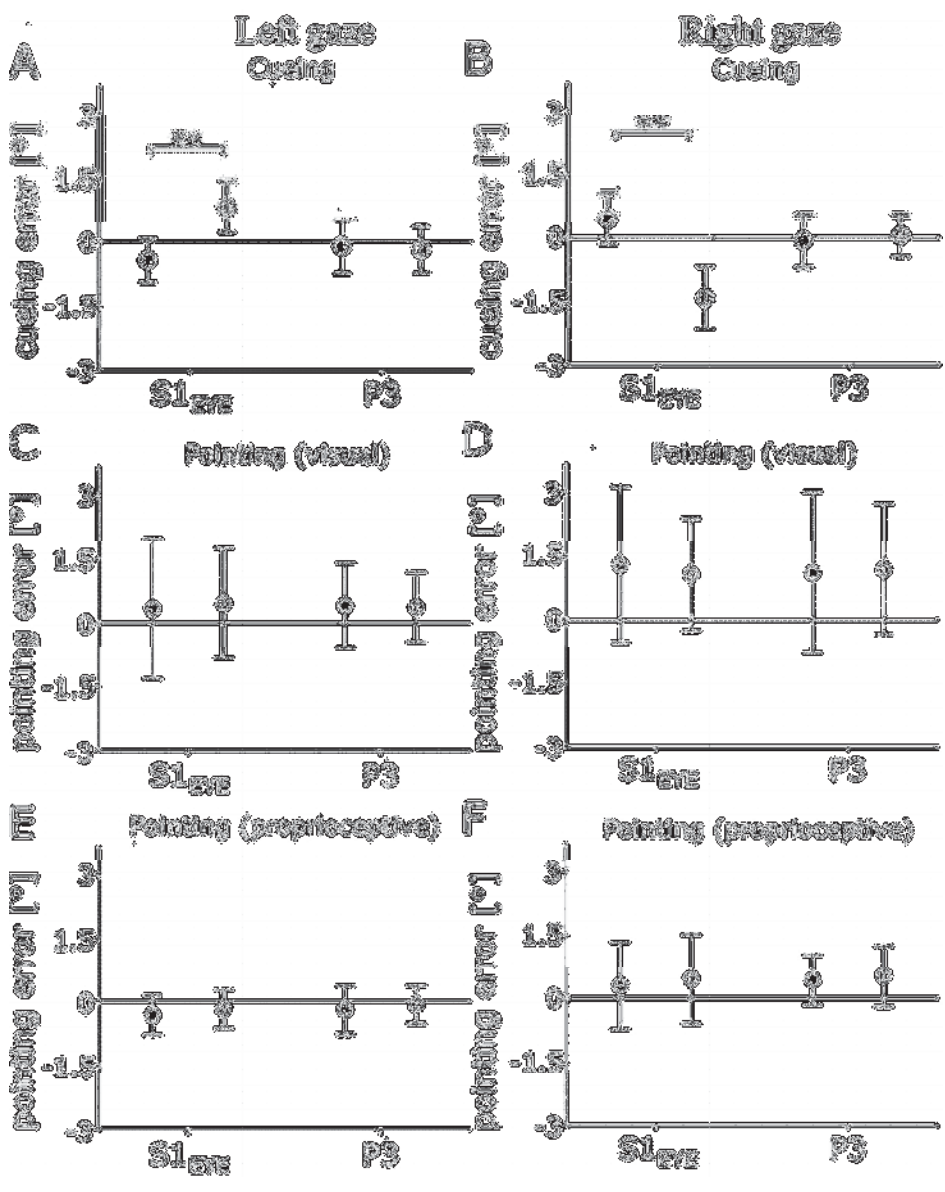 Left gaze
Right gaze
A
Cueing
B
Cueing
cueing error [°]
3
1.5
0
-1.5
-3
S1EYE
P3
cueing error [°]
3
1.5
0
-1.5
-3
S1EYE
P3
C
Pointing (visual)
D
Pointing (visual)
pointing error [°]
3
1.5
0
-1.5
-3
S1EYE
P3
pointing error [°]
3
1.5
0
-1.5
-3
S1EYE
P3
E
Pointing (proprioceptive)
F
Pointing (proprioceptive)
pointing error [°]
3
1.5
0
-1.5
-3
S1EYE
P3
pointing error [°]
3
1.5
0
-1.5
-3
S1EYE
P3